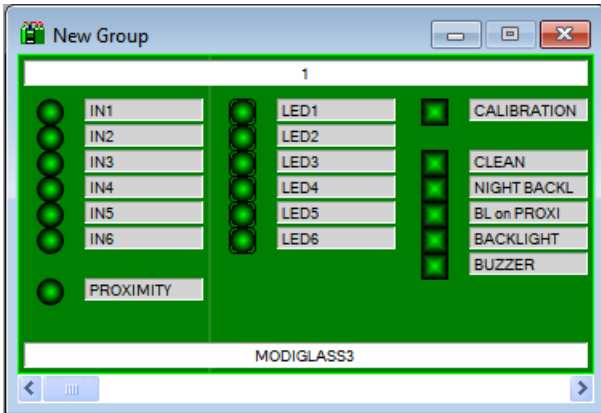 New Group
1
IN1 LED1 CALIBRATION
IN2 LED2
IN3 LED3 CLEAN
IN4 LED4 NIGHT BACKL
IN5 LED5 BL on PROXI
IN6 LED6 BACKLIGHT
BUZZER
PROXIMITY
MODIGLASS3